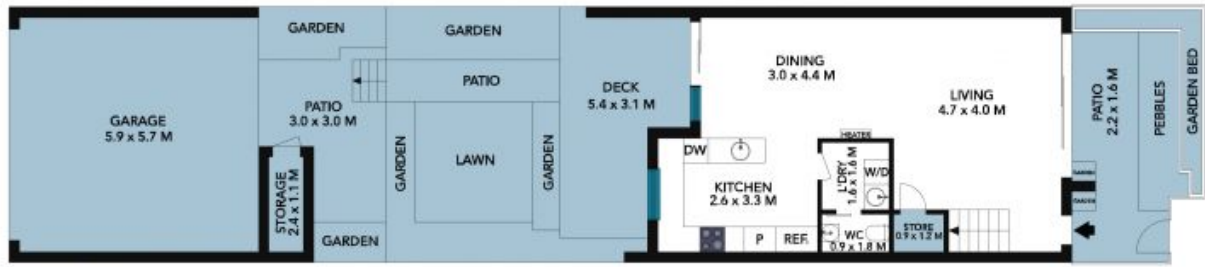 GARAGE
5.9 x 5.7 M
GARDEN
PATIO
3.0 x 3.0 M
STORAGE
2.4 x 1.1 M
GARDEN
GARDEN
GARDEN
PATIO
LAWN
GARDEN
DECK
5.4 x 3.1 M
DINING
3.0 x 4.4 M
LIVING
4.7 x 4.0 M
HEATER
DW
KITCHEN
2.6 x 3.3 M
P
REF.
L'DRY
1.6 x 1.6 M
W/D
WC
0.9 x 1.8 M
STORE
0.9 x 1.2 M
PATIO
2.2 x 1.6 M
PEBBLES
GARDEN BED
GARDEN
GARDEN